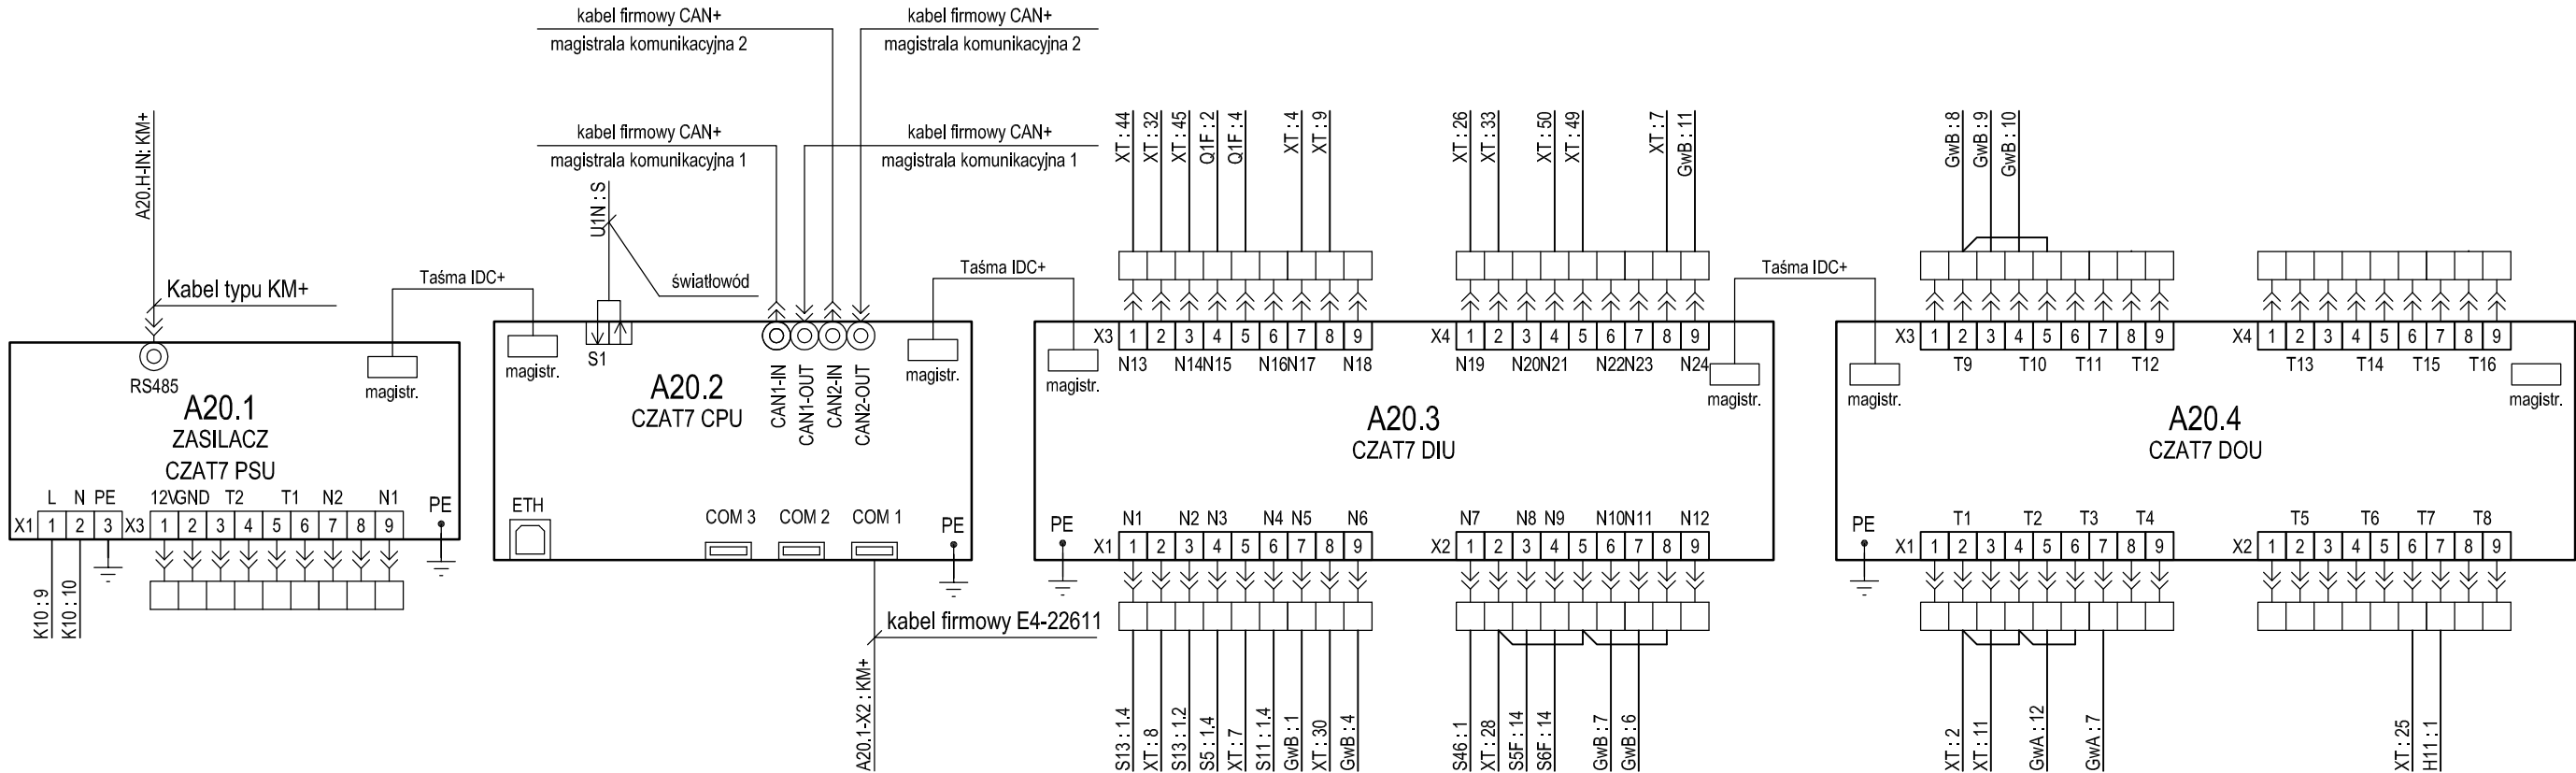 kabel firmowy CAN+
magistrala komunikacyjna 2
kabel firmowy CAN+
magistrala komunikacyjna 2
kabel firmowy CAN+
magistrala komunikacyjna 1
kabel firmowy CAN+
magistrala komunikacyjna 1
A20.H-IN: KM+
Kabel typu KM+
RS485
Taśma IDC+
magistr.
A20.1
ZASILACZ
CZAT7 PSU
L N PE
X1 1 2 3
12V GND T2 T1 N2 N1
X3 1 2 3 4 5 6 7 8 9
PE
K10 : 9
K10 : 10
U1N : S
światłowód
magistr.
S1
A20.2
CZAT7 CPU
CAN1-IN
CAN1-OUT
CAN2-IN
CAN2-OUT
magistr.
ETH
COM 3
COM 2
COM 1
PE
kabel firmowy E4-22611
A20.1-X2 : KM+
Taśma IDC+
XT : 44
XT : 32
XT : 45
Q1F : 2
Q1F : 4
XT : 4
XT : 9
XT : 26
XT : 33
XT : 50
XT : 49
XT : 7
GwB : 11
X3 1 2 3 4 5 6 7 8 9
N13 N14 N15 N16 N17 N18
X4 1 2 3 4 5 6 7 8 9
N19 N20 N21 N22 N23 N24
magistr.
magistr.
A20.3
CZAT7 DIU
PE
N1 N2 N3 N4 N5 N6
X1 1 2 3 4 5 6 7 8 9
N7 N8 N9 N10 N11 N12
X2 1 2 3 4 5 6 7 8 9
S13 : 1.4
XT : 8
S13 : 1.2
S5 : 1.4
XT : 7
S11 : 1.4
GwB : 1
XT : 30
GwB : 4
S46 : 1
XT : 28
S5F : 14
S6F : 14
GwB : 7
GwB : 6
Taśma IDC+
GwB : 8
GwB : 9
GwB : 10
X3 1 2 3 4 5 6 7 8 9
T9 T10 T11 T12
X4 1 2 3 4 5 6 7 8 9
T13 T14 T15 T16
magistr.
magistr.
A20.4
CZAT7 DOU
PE
T1 T2 T3 T4
X1 1 2 3 4 5 6 7 8 9
T5 T6 T7 T8
X2 1 2 3 4 5 6 7 8 9
XT : 2
XT : 11
GwA : 12
GwA : 7
XT : 25
H11 : 1